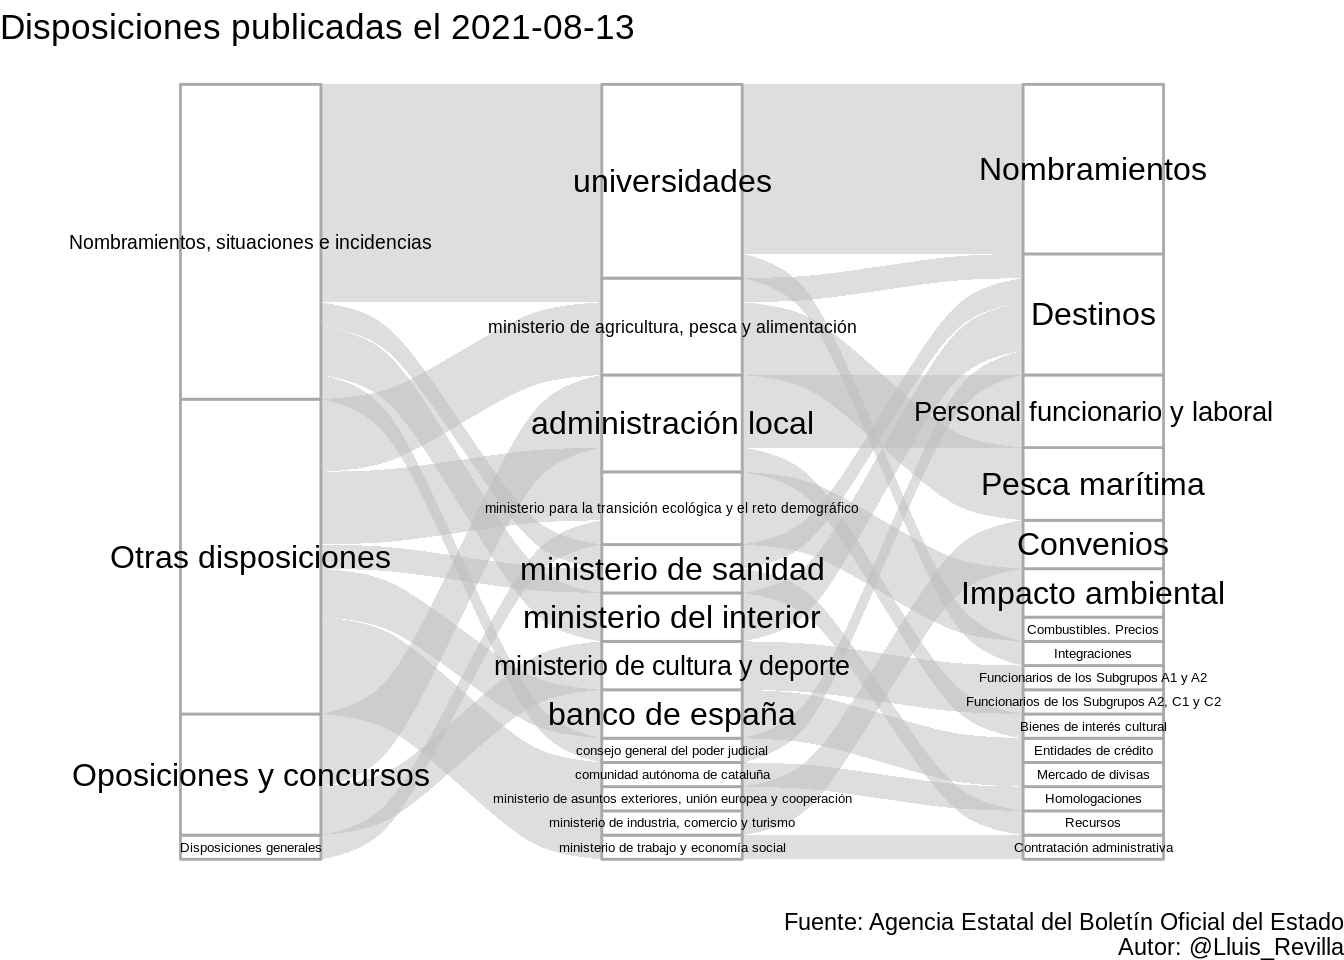 Disposiciones publicadas el 2021-08-13
Nombramientos, situaciones e incidencias
Otras disposiciones
Oposiciones y concursos
Disposiciones generales
universidades
ministerio de agricultura, pesca y alimentación
administración local
ministerio para la transición ecológica y el reto demográfico
ministerio de sanidad
ministerio del interior
ministerio de cultura y deporte
banco de españa
consejo general del poder judicial
comunidad autónoma de cataluña
ministerio de asuntos exteriores, unión europea y cooperación
ministerio de industria, comercio y turismo
ministerio de trabajo y economía social
Nombramientos
Destinos
Personal funcionario y laboral
Pesca marítima
Convenios
Impacto ambiental
Combustibles. Precios
Integraciones
Funcionarios de los Subgrupos A1 y A2
Funcionarios de los Subgrupos A2, C1 y C2
Bienes de interés cultural
Entidades de crédito
Mercado de divisas
Homologaciones
Recursos
Contratación administrativa
Fuente: Agencia Estatal del Boletín Oficial del Estado
Autor: @Lluis_Revilla